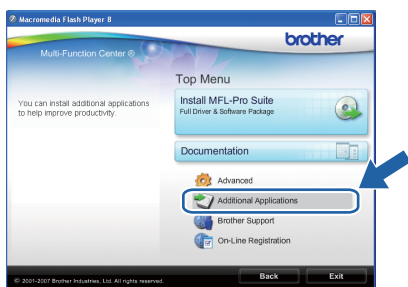 Macromedia Flash Player 8
brother
Multi-Function Center ®
Top Menu
You can install additional applications
to help improve productivity.
Install MFL-Pro Suite
Full Driver & Software Package
Documentation
Advanced
Additional Applications
Brother Support
On-Line Registration
© 2001-2007 Brother Industries, Ltd. All rights reserved.
Back
Exit